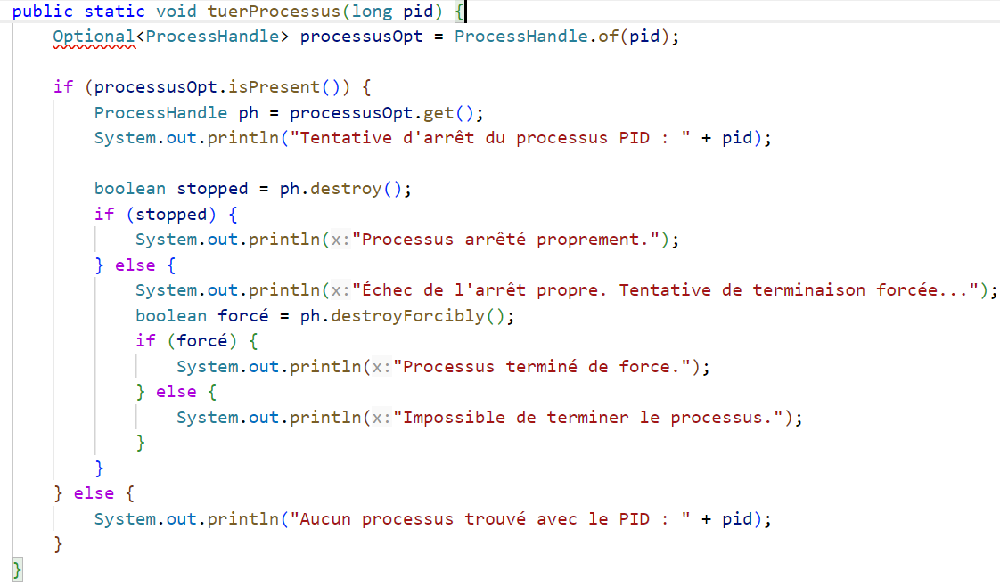 public static void tuerProcessus(long pid) {
    Optional<ProcessHandle> processusOpt = ProcessHandle.of(pid);

    if (processusOpt.isPresent()) {
        ProcessHandle ph = processusOpt.get();
        System.out.println("Tentative d'arrêt du processus PID : " + pid);

        boolean stopped = ph.destroy();
        if (stopped) {
            System.out.println(x:"Processus arrêté proprement.");
        } else {
            System.out.println(x:"Échec de l'arrêt propre. Tentative de terminaison forcée...");
            boolean forcé = ph.destroyForcibly();
            if (forcé) {
                System.out.println(x:"Processus terminé de force.");
            } else {
                System.out.println(x:"Impossible de terminer le processus.");
            }
        }
    } else {
        System.out.println("Aucun processus trouvé avec le PID : " + pid);
    }
}